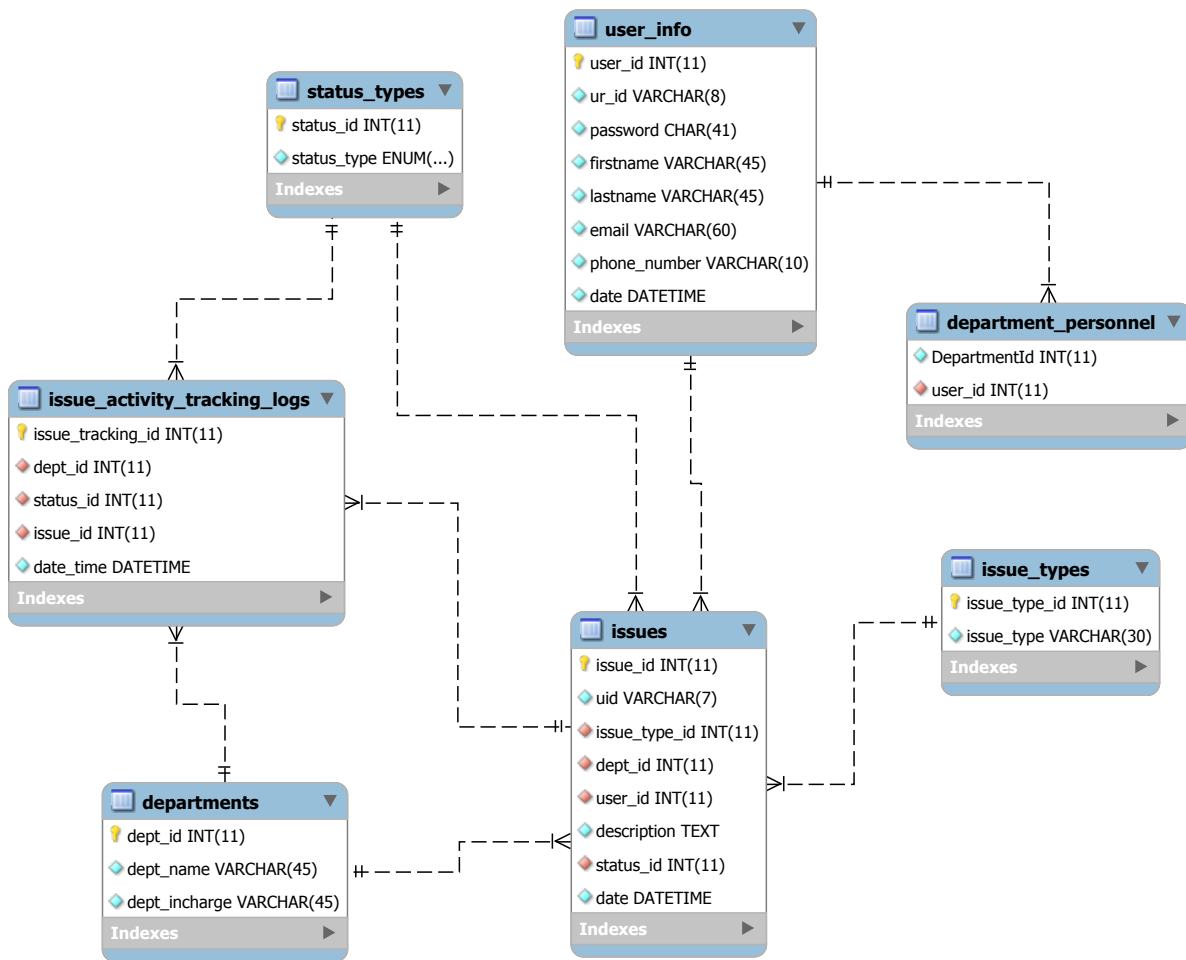 user_info
user_id INT(11)
ur_id VARCHAR(8)
password CHAR(41)
firstname VARCHAR(45)
lastname VARCHAR(45)
email VARCHAR(60)
phone_number VARCHAR(10)
date DATETIME
Indexes
status_types
status_id INT(11)
status_type ENUM(...)
Indexes
department_personnel
DepartmentId INT(11)
user_id INT(11)
Indexes
issue_activity_tracking_logs
issue_tracking_id INT(11)
dept_id INT(11)
status_id INT(11)
issue_id INT(11)
date_time DATETIME
Indexes
issue_types
issue_type_id INT(11)
issue_type VARCHAR(30)
Indexes
issues
issue_id INT(11)
uid VARCHAR(7)
issue_type_id INT(11)
dept_id INT(11)
user_id INT(11)
description TEXT
status_id INT(11)
date DATETIME
Indexes
departments
dept_id INT(11)
dept_name VARCHAR(45)
dept_incharge VARCHAR(45)
Indexes